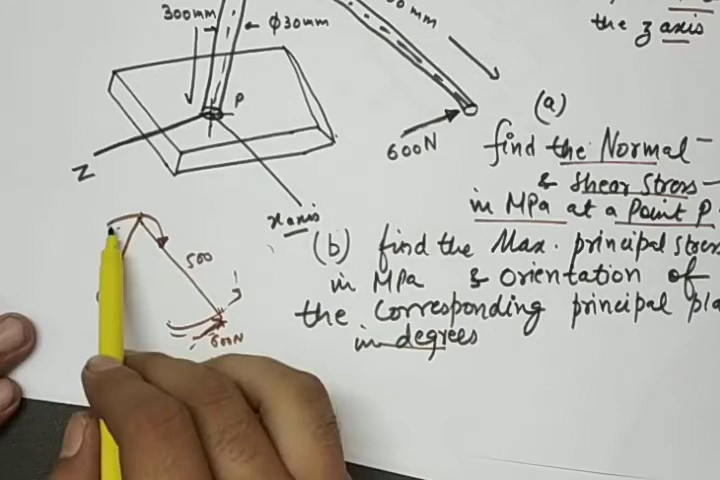 300mm
ϕ30mm
mm
the z axis
P
600N
Z
x axis
(a)
find the Normal
& Shear Stress
in MPa at a Point P.
(b) find the Max. principal stress
in MPa & orientation of
the corresponding principal pla
in degrees
500
600N